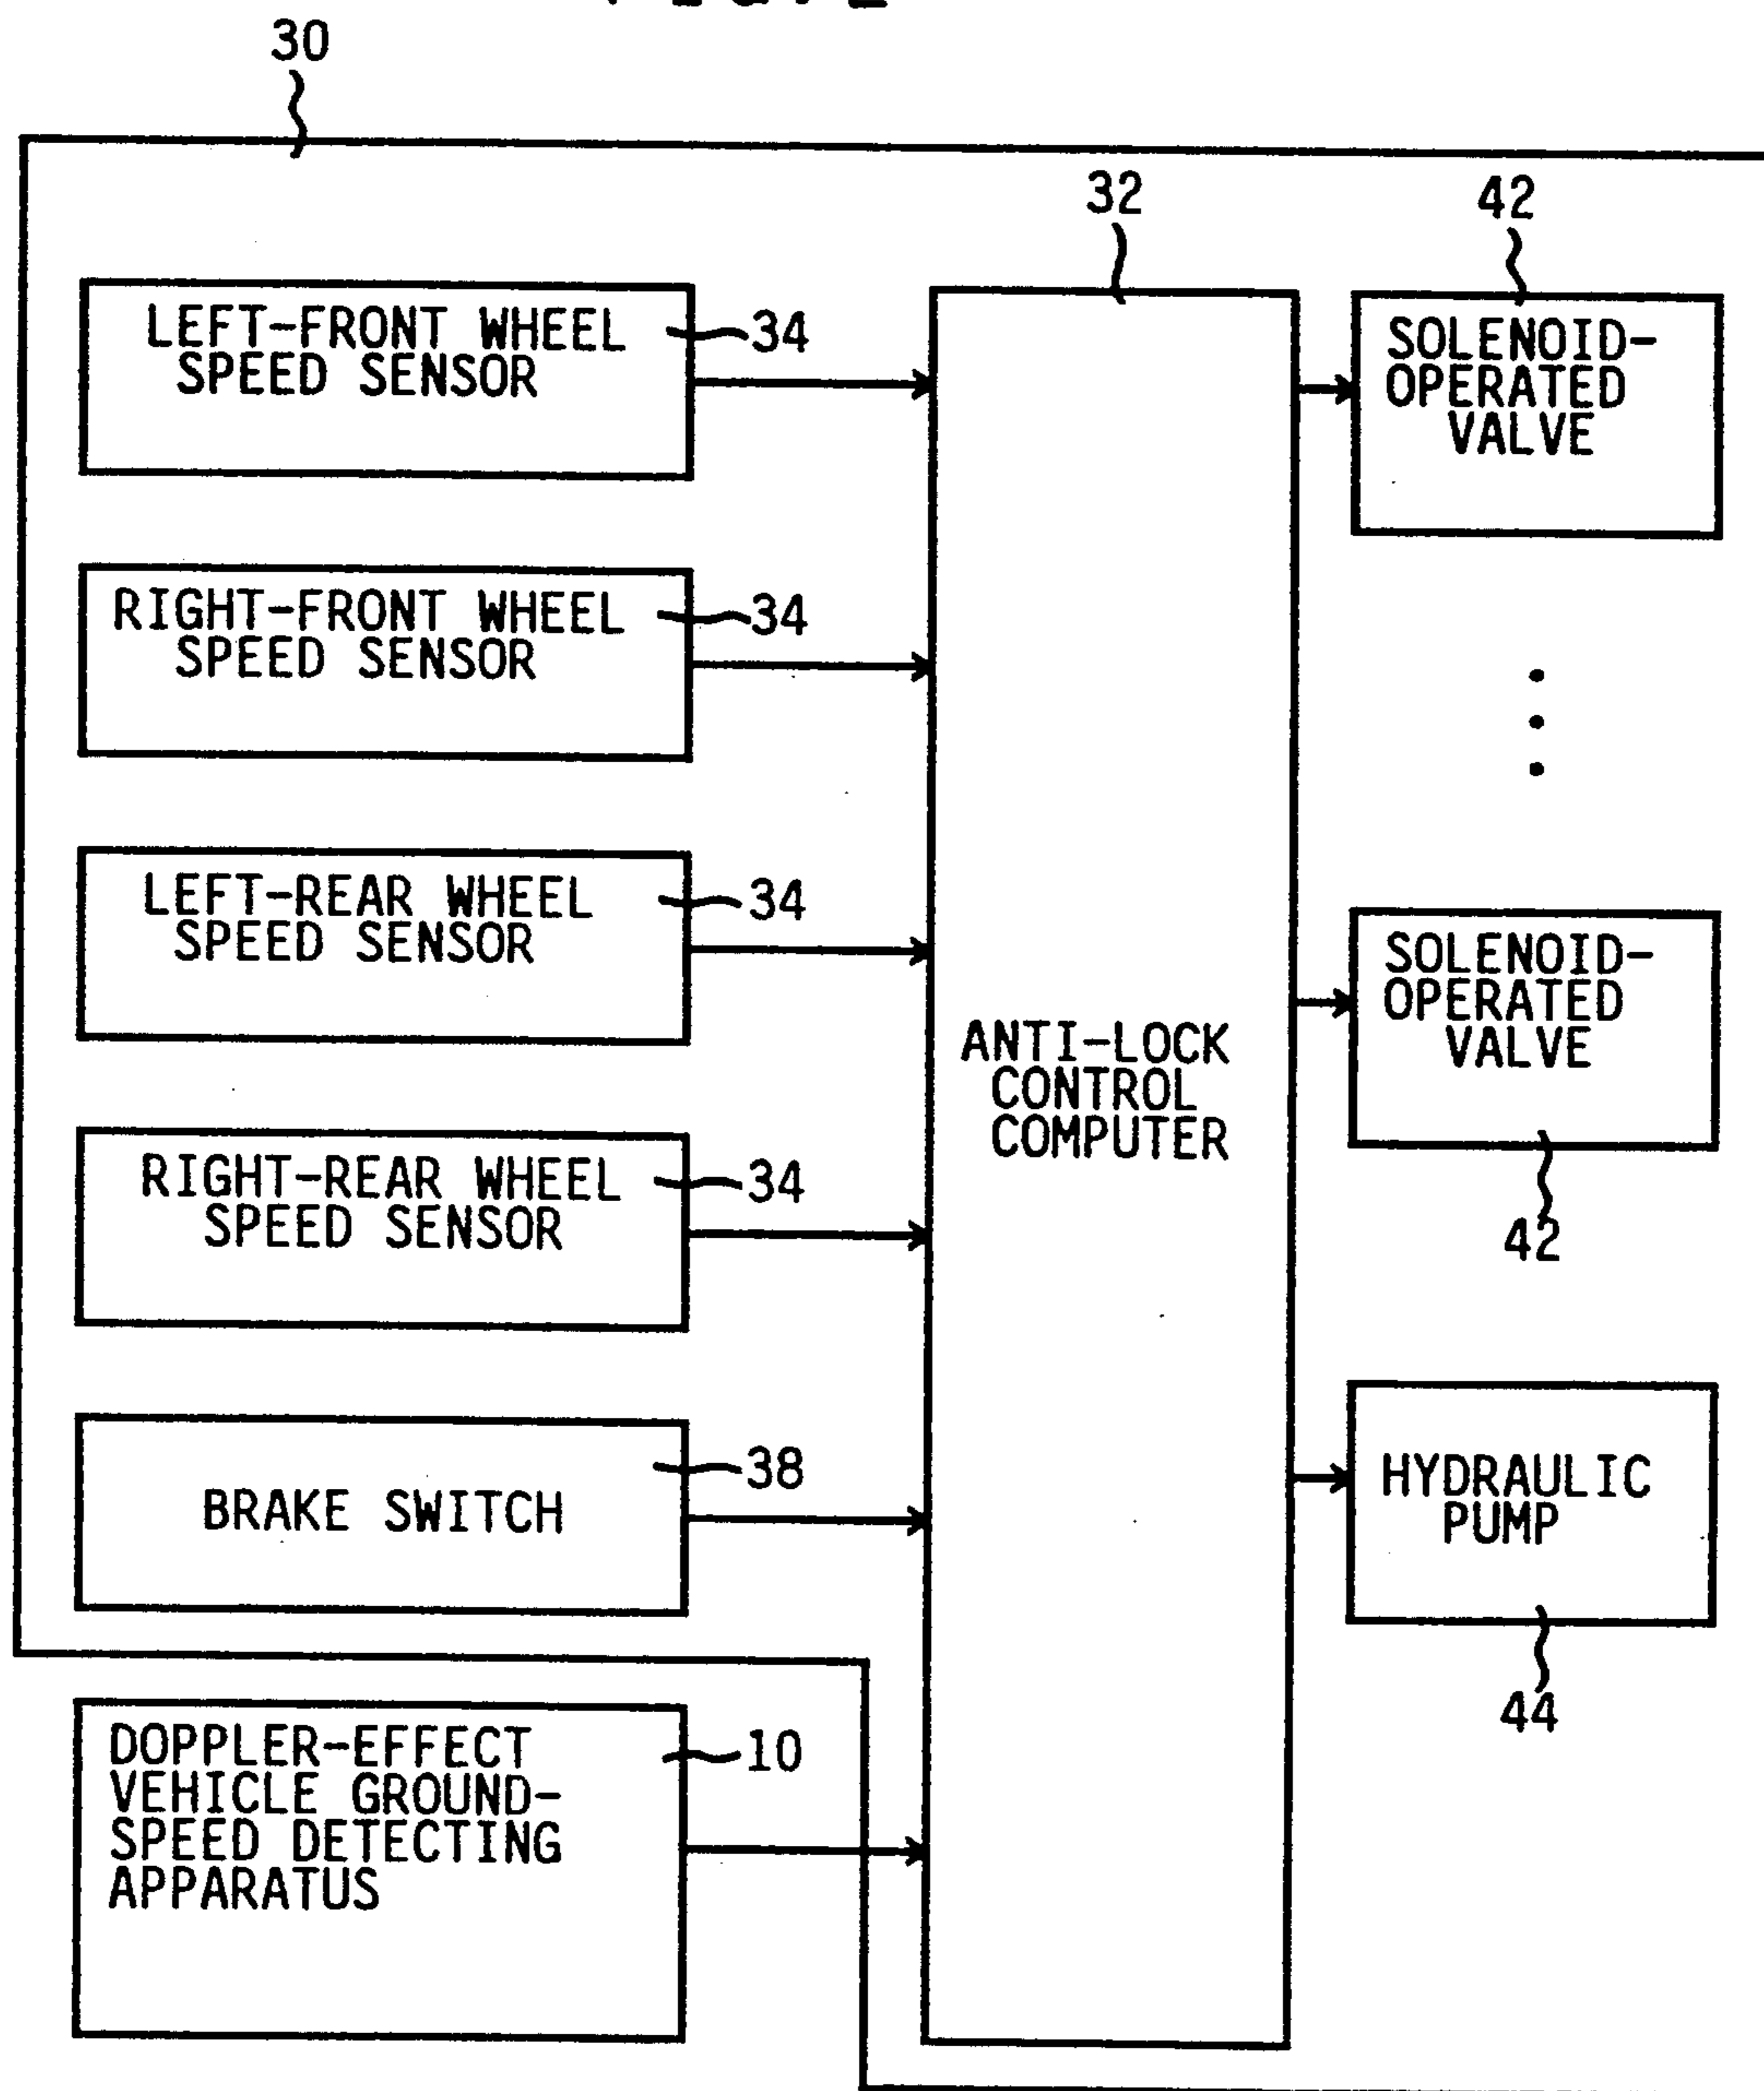 30
32
42
LEFT-FRONT WHEEL
SPEED SENSOR
34
SOLENOID-
OPERATED
VALVE
RIGHT-FRONT WHEEL
SPEED SENSOR
34
LEFT-REAR WHEEL
SPEED SENSOR
34
SOLENOID-
OPERATED
VALVE
42
ANTI-LOCK
CONTROL
COMPUTER
RIGHT-REAR WHEEL
SPEED SENSOR
34
BRAKE SWITCH
38
HYDRAULIC
PUMP
44
DOPPLER-EFFECT
VEHICLE GROUND-
SPEED DETECTING
APPARATUS
10